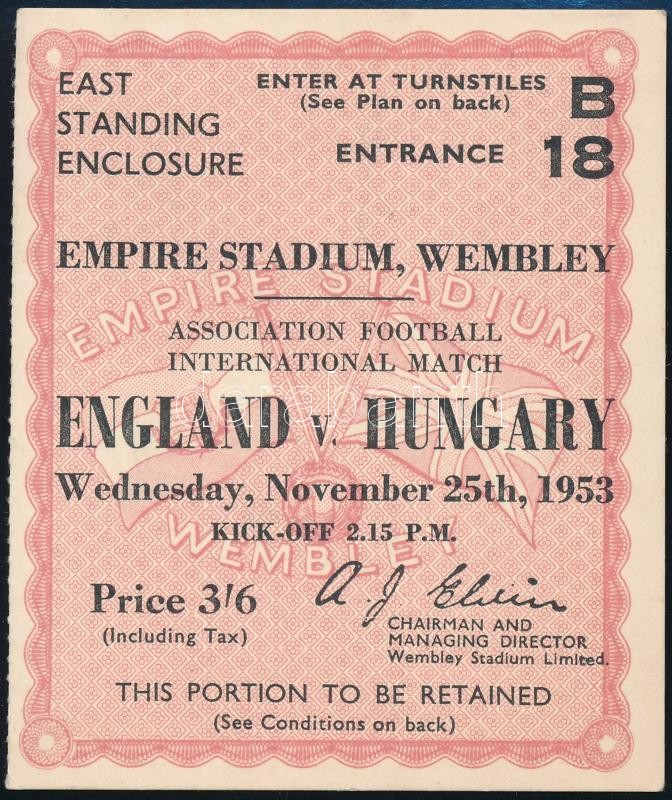 EAST
STANDING
ENCLOSURE
ENTER AT TURNSTILES
(See Plan on back)
B
ENTRANCE 18
EMPIRE STADIUM, WEMBLEY
EMPIRE STADIUM
ASSOCIATION FOOTBALL
INTERNATIONAL MATCH
darabanth
ENGLAND v. HUNGARY
Wednesday, November 25th, 1953
KICK-OFF 2.15 P.M.
WEMBLEY
Price 3/6
(Including Tax)
A. J. Elvin
CHAIRMAN AND
MANAGING DIRECTOR
Wembley Stadium Limited.
THIS PORTION TO BE RETAINED
(See Conditions on back)